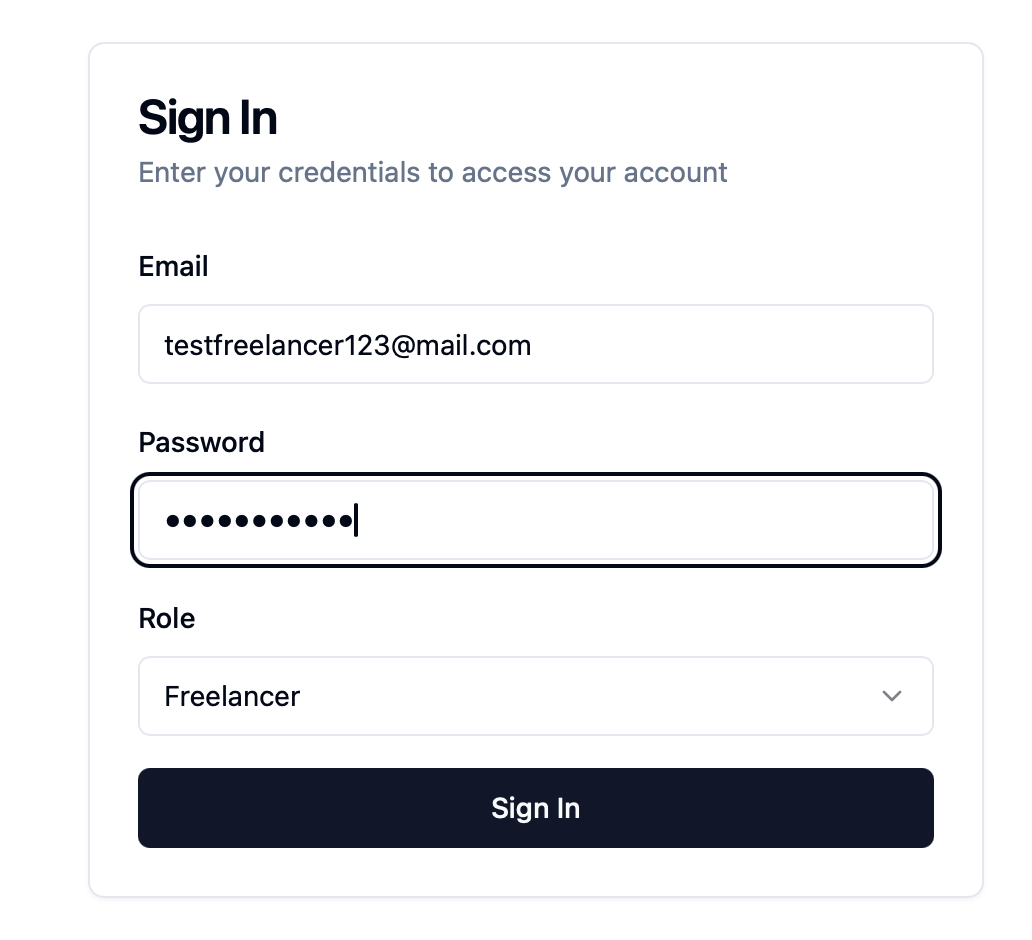 Sign In
Enter your credentials to access your account
Email
testfreelancer123@mail.com
Password
•••••••••••
Role
Freelancer
Sign In